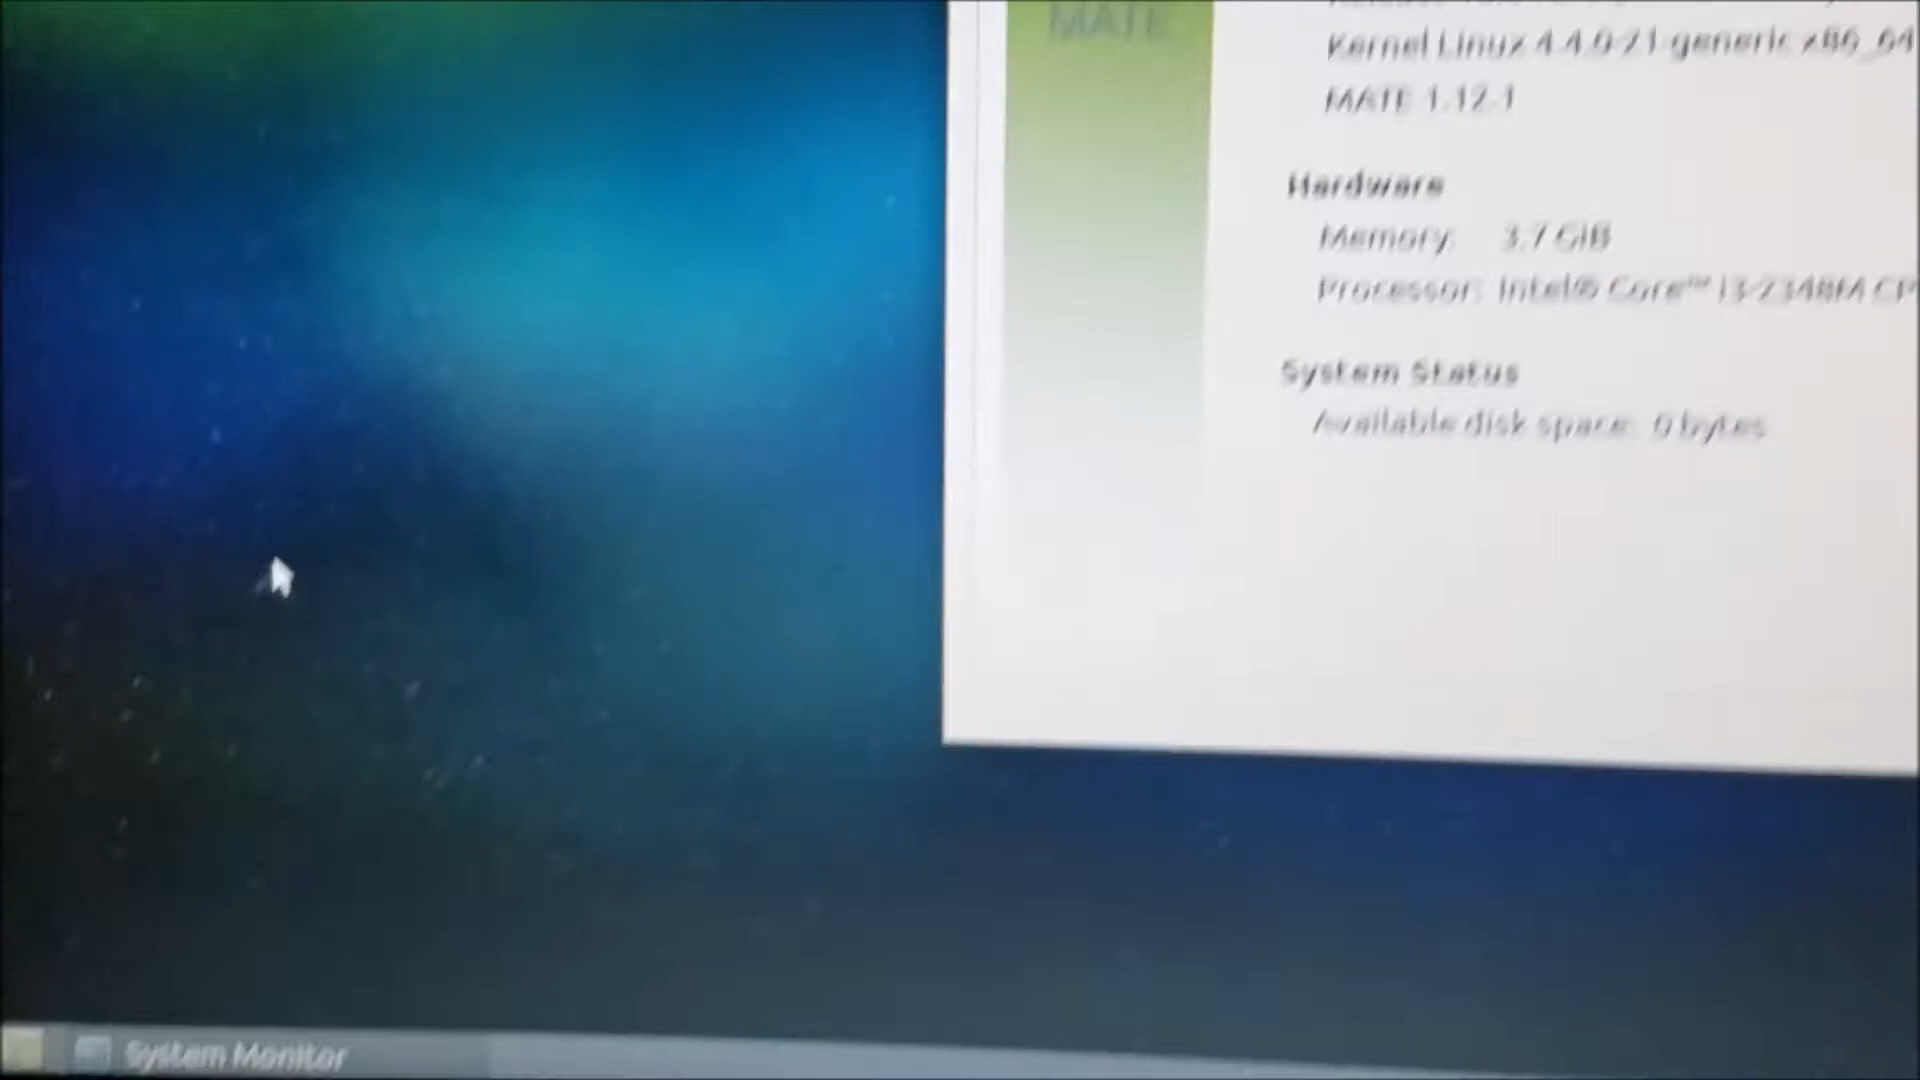 MATE
Kernel Linux 4.4.0-21-generic x86_64
MATE 1.12.1
Hardware
Memory: 3.7 GiB
Processor: Intel® Core™ i3-2348M CP
System Status
Available disk space: 0 bytes
System Monitor